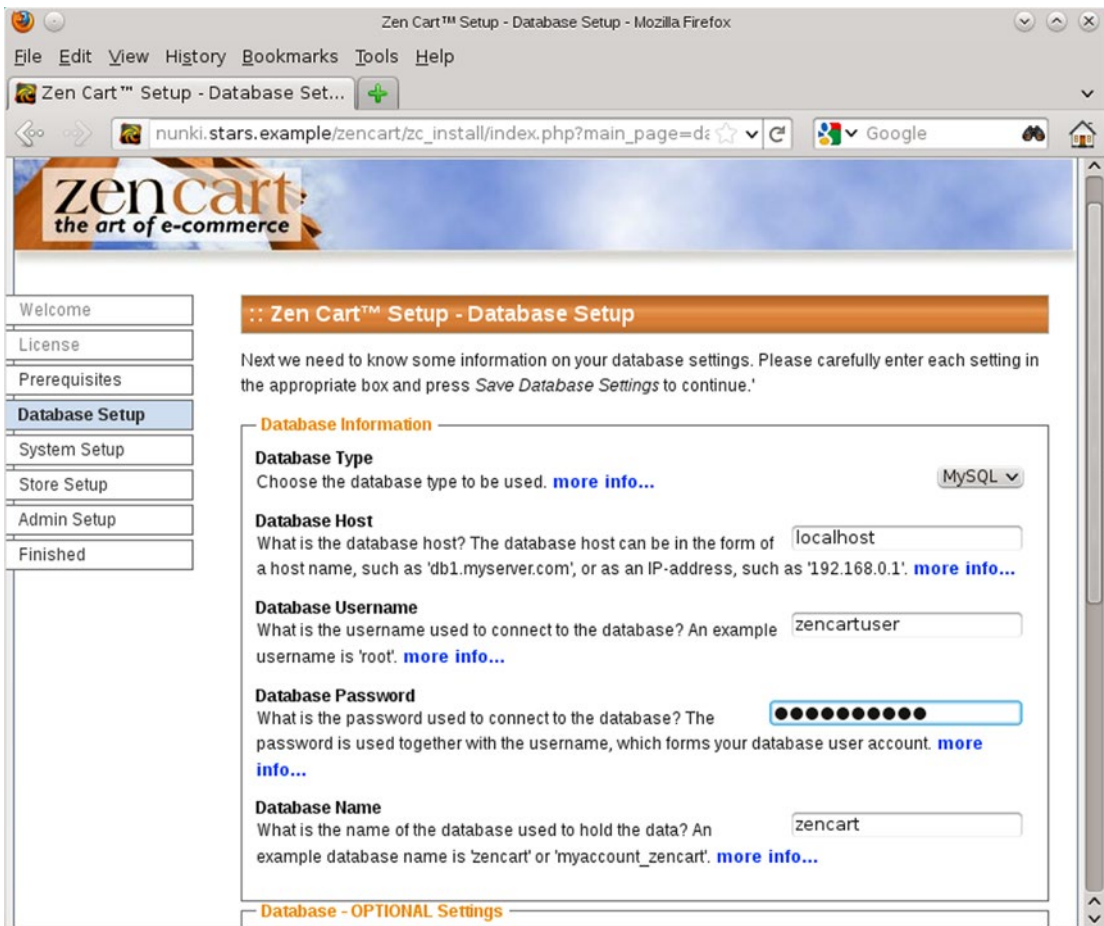 Zen Cart™ Setup - Database Setup - Mozilla Firefox
File Edit View History Bookmarks Tools Help
Zen Cart™ Setup - Database Set...
nunki.stars.example/zencart/zc_install/index.php?main_page=da
Google
zen cart
the art of e-commerce
Welcome
License
Prerequisites
Database Setup
System Setup
Store Setup
Admin Setup
Finished
:: Zen Cart™ Setup - Database Setup
Next we need to know some information on your database settings. Please carefully enter each setting in
the appropriate box and press Save Database Settings to continue.'
Database Information
Database Type
Choose the database type to be used. more info...
MySQL
Database Host
What is the database host? The database host can be in the form of
localhost
a host name, such as 'db1.myserver.com', or as an IP-address, such as '192.168.0.1'. more info...
Database Username
What is the username used to connect to the database? An example
zencartuser
username is 'root'. more info...
Database Password
What is the password used to connect to the database? The
●●●●●●●●●●
password is used together with the username, which forms your database user account. more
info...
Database Name
What is the name of the database used to hold the data? An
zencart
example database name is 'zencart' or 'myaccount_zencart'. more info...
Database - OPTIONAL Settings